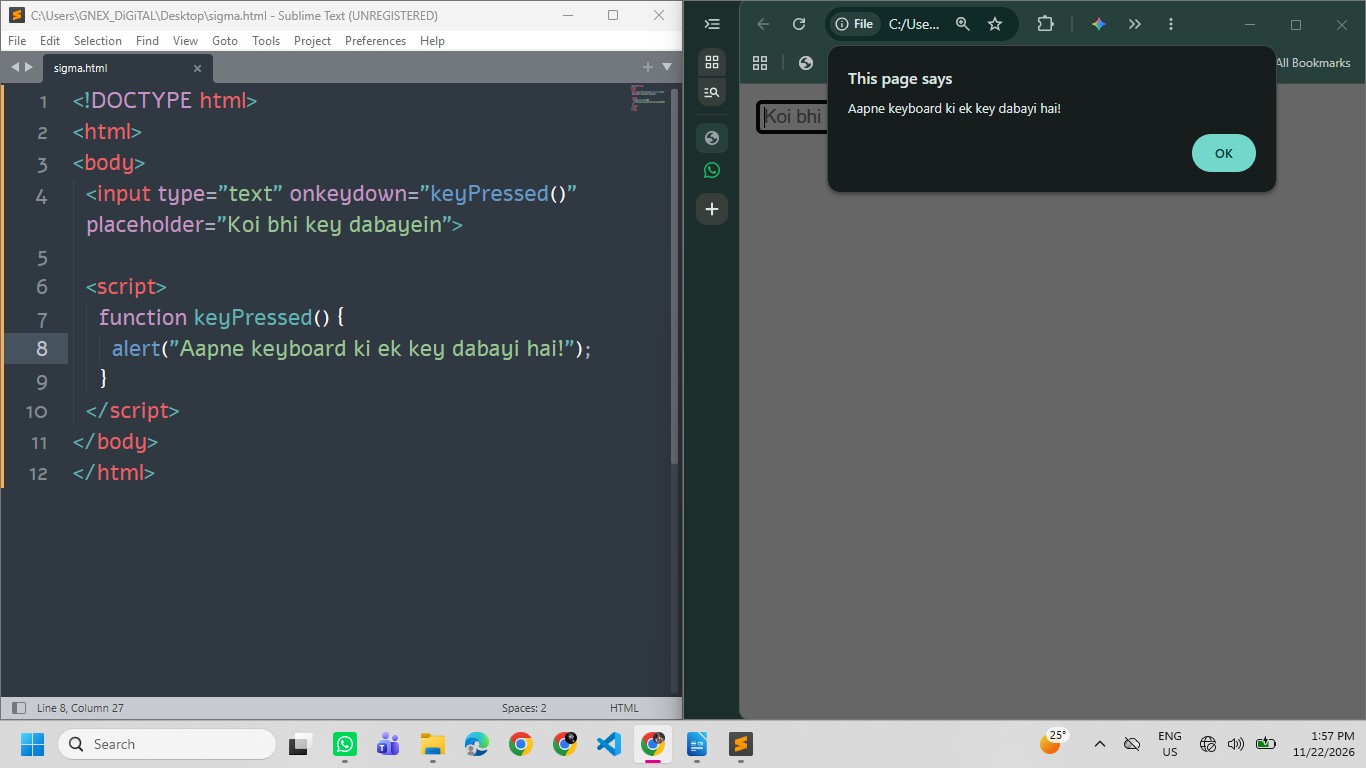 C:\Users\GNEX_DiGiTAL\Desktop\sigma.html - Sublime Text (UNREGISTERED)
File Edit Selection Find View Goto Tools Project Preferences Help
sigma.html
1 <!DOCTYPE html>
2 <html>
3 <body>
4 <input type="text" onkeydown="keyPressed()"
placeholder="Koi bhi key dabayein">
5
6 <script>
7 function keyPressed() {
8 alert("Aapne keyboard ki ek key dabayi hai!");
9 }
10 </script>
11 </body>
12 </html>
Line 8, Column 27 Spaces: 2 HTML
File C:/Use...
All Bookmarks
Koi bhi
This page says
Aapne keyboard ki ek key dabayi hai!
OK
Search
25°
ENG
US
1:57 PM
11/22/2026